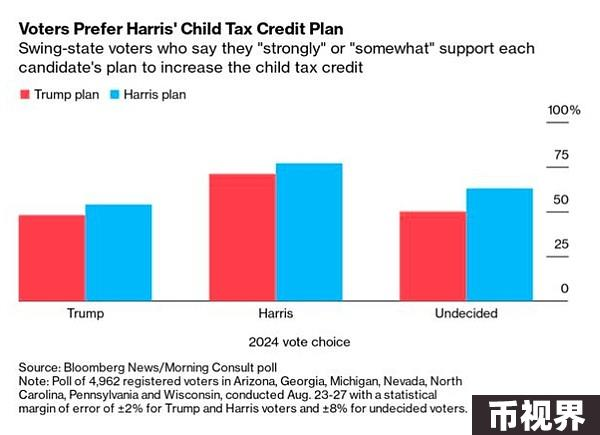 Voters Prefer Harris' Child Tax Credit Plan
Swing-state voters who say they "strongly" or "somewhat" support each
candidate's plan to increase the child tax credit
Trump plan Harris plan
100%
75
50
25
0
Trump Harris Undecided
2024 vote choice
Source: Bloomberg News/Morning Consult poll
Note: Poll of 4,962 registered voters in Arizona, Georgia, Michigan, Nevada, North
Carolina, Pennsylvania and Wisconsin, conducted Aug. 23-27 with a statistical
margin of error of ±2% for Trump and Harris voters and ±8% for undecided voters.
币视界